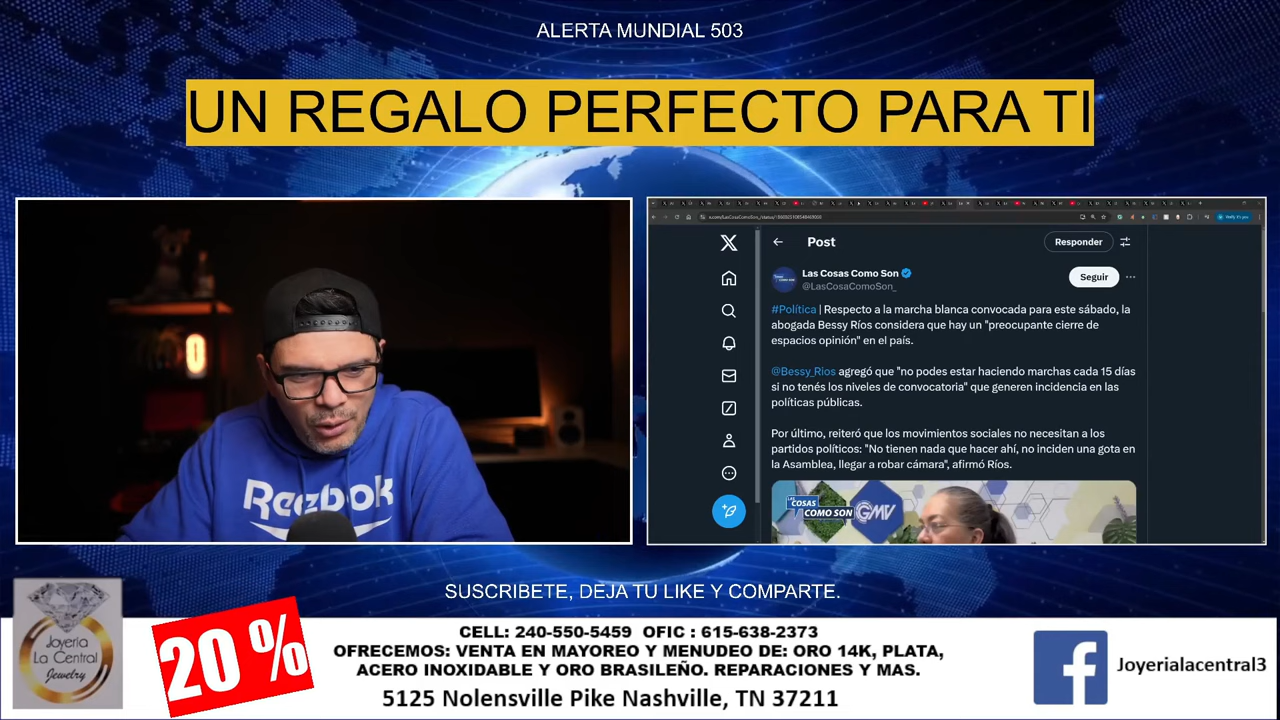 ALERTA MUNDIAL 503
UN REGALO PERFECTO PARA TI
Reebok
Post
Responder
Las Cosas Como Son
@LasCosaComoSon_
Seguir
#Política | Respecto a la marcha blanca convocada para este sábado, la
abogada Bessy Ríos considera que hay un "preocupante cierre de
espacios opinión" en el país.
@Bessy_Rios agregó que "no podes estar haciendo marchas cada 15 días
si no tenés los niveles de convocatoria" que generen incidencia en las
políticas públicas.
Por último, reiteró que los movimientos sociales no necesitan a los
partidos políticos: "No tienen nada que hacer ahí, no inciden una gota en
la Asamblea, llegar a robar cámara", afirmó Ríos.
LAS
COSAS
COMO SON
GMV
SUSCRIBETE, DEJA TU LIKE Y COMPARTE.
Joyeria
La Central
Jewelry
20 %
CELL: 240-550-5459 OFIC : 615-638-2373
OFRECEMOS: VENTA EN MAYOREO Y MENUDEO DE: ORO 14K, PLATA,
ACERO INOXIDABLE Y ORO BRASILEÑO. REPARACIONES Y MAS.
5125 Nolensville Pike Nashville, TN 37211
Joyerialacentral3